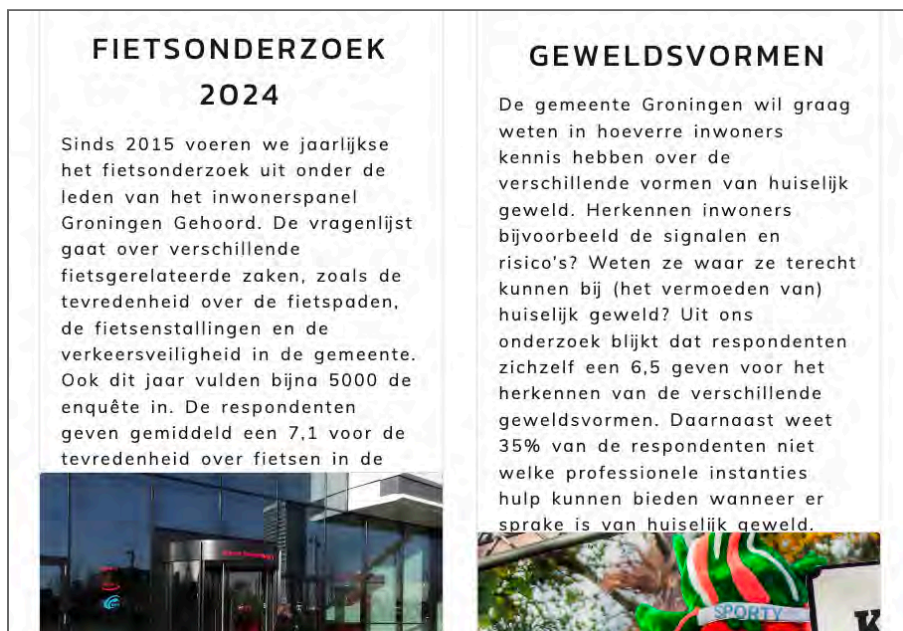 FIETSONDERZOEK
2024
Sinds 2015 voeren we jaarlijkse
het fietsonderzoek uit onder de
leden van het inwonerspanel
Groningen Gehoord. De vragenlijst
gaat over verschillende
fietsgerelateerde zaken, zoals de
tevredenheid over de fietspaden,
de fietsenstallingen en de
verkeersveiligheid in de gemeente.
Ook dit jaar vulden bijna 5000 de
enquête in. De respondenten
geven gemiddeld een 7,1 voor de
tevredenheid over fietsen in de
GEWELDSVORMEN
De gemeente Groningen wil graag
weten in hoeverre inwoners
kennis hebben over de
verschillende vormen van huiselijk
geweld. Herkennen inwoners
bijvoorbeeld de signalen en
risico's? Weten ze waar ze terecht
kunnen bij (het vermoeden van)
huiselijk geweld? Uit ons
onderzoek blijkt dat respondenten
zichzelf een 6,5 geven voor het
herkennen van de verschillende
geweldsvormen. Daarnaast weet
35% van de respondenten niet
welke professionele instanties
hulp kunnen bieden wanneer er
sprake is van huiselijk geweld.
SPORTY
K